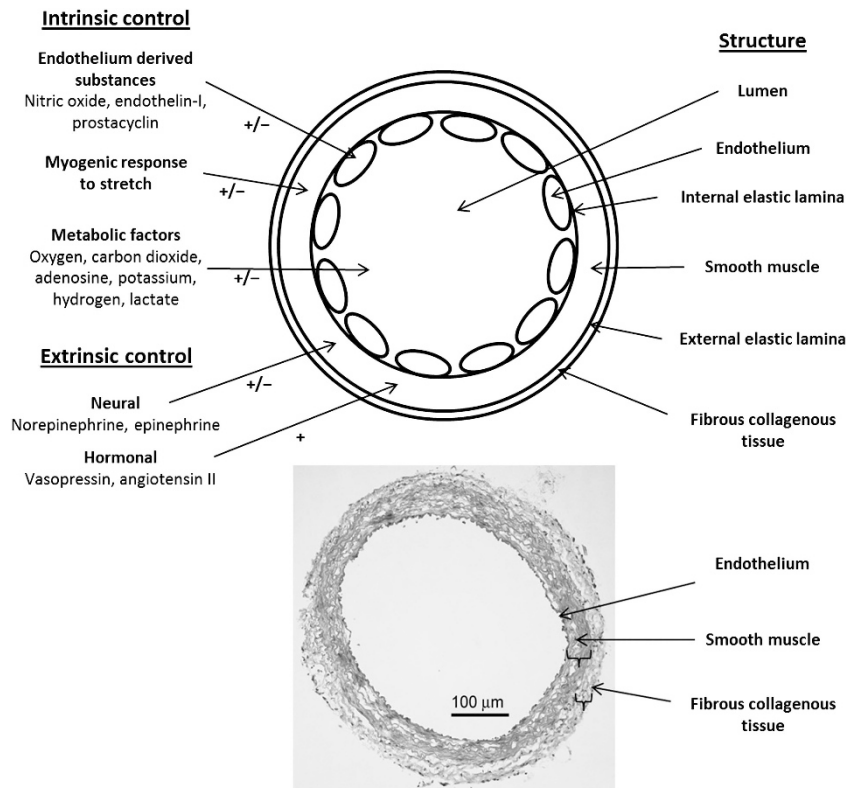 Intrinsic control
Endothelium derived
substances
Nitric oxide, endothelin-I,
prostacyclin
+/–
Myogenic response
to stretch
+/–
Metabolic factors
Oxygen, carbon dioxide,
adenosine, potassium,
hydrogen, lactate
+/–
Extrinsic control
Neural
Norepinephrine, epinephrine
+/–
Hormonal
Vasopressin, angiotensin II
+
Structure
Lumen
Endothelium
Internal elastic lamina
Smooth muscle
External elastic lamina
Fibrous collagenous
tissue
Endothelium
Smooth muscle
Fibrous collagenous
tissue
100 μm